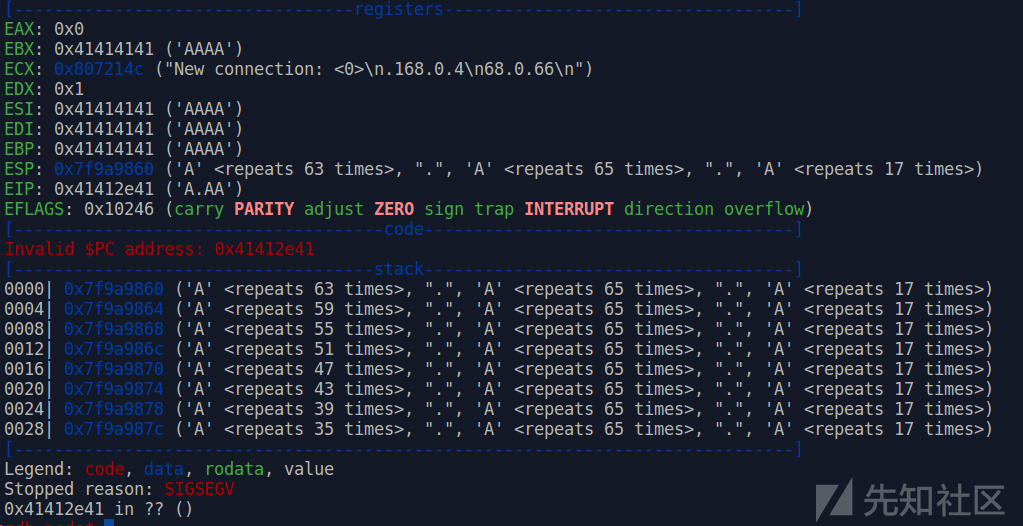 [----------------------------------registers-----------------------------------]
EAX: 0x0
EBX: 0x41414141 ('AAAA')
ECX: 0x807214c ("New connection: <0>\n.168.0.4\n68.0.66\n")
EDX: 0x1
ESI: 0x41414141 ('AAAA')
EDI: 0x41414141 ('AAAA')
EBP: 0x41414141 ('AAAA')
ESP: 0x7f9a9860 ('A' <repeats 63 times>, ".", 'A' <repeats 65 times>, ".", 'A' <repeats 17 times>)
EIP: 0x41412e41 ('A.AA')
EFLAGS: 0x10246 (carry PARITY adjust ZERO sign trap INTERRUPT direction overflow)
[-------------------------------------code-------------------------------------]
Invalid $PC address: 0x41412e41
[------------------------------------stack-------------------------------------]
0000| 0x7f9a9860 ('A' <repeats 63 times>, ".", 'A' <repeats 65 times>, ".", 'A' <repeats 17 times>)
0004| 0x7f9a9864 ('A' <repeats 59 times>, ".", 'A' <repeats 65 times>, ".", 'A' <repeats 17 times>)
0008| 0x7f9a9868 ('A' <repeats 55 times>, ".", 'A' <repeats 65 times>, ".", 'A' <repeats 17 times>)
0012| 0x7f9a986c ('A' <repeats 51 times>, ".", 'A' <repeats 65 times>, ".", 'A' <repeats 17 times>)
0016| 0x7f9a9870 ('A' <repeats 47 times>, ".", 'A' <repeats 65 times>, ".", 'A' <repeats 17 times>)
0020| 0x7f9a9874 ('A' <repeats 43 times>, ".", 'A' <repeats 65 times>, ".", 'A' <repeats 17 times>)
0024| 0x7f9a9878 ('A' <repeats 39 times>, ".", 'A' <repeats 65 times>, ".", 'A' <repeats 17 times>)
0028| 0x7f9a987c ('A' <repeats 35 times>, ".", 'A' <repeats 65 times>, ".", 'A' <repeats 17 times>)
[------------------------------------------------------------------------------]
Legend: code, data, rodata, value
Stopped reason: SIGSEGV
0x41412e41 in ?? ()
先知社区